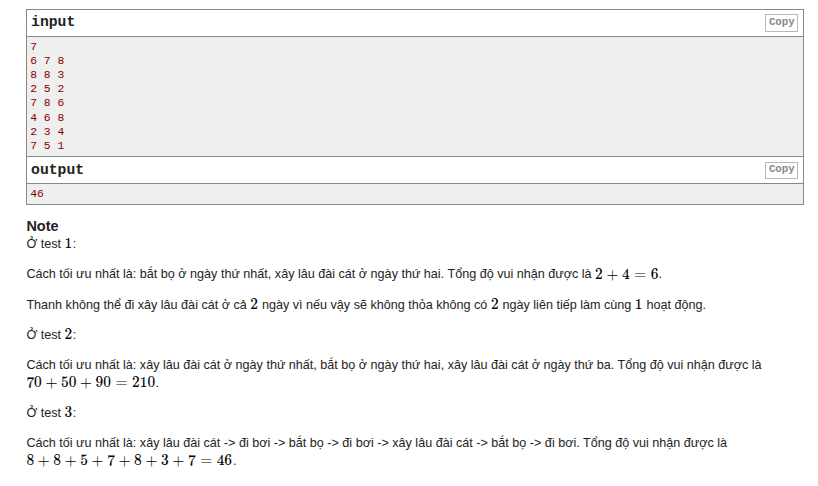 input
Copy
7
6 7 8
8 8 3
2 5 2
7 8 6
4 6 8
2 3 4
7 5 1
output
Copy
46
Note
Ở test 1:
Cách tối ưu nhất là: bắt bọ ở ngày thứ nhất, xây lâu đài cát ở ngày thứ hai. Tổng độ vui nhận được là 2 + 4 = 6.
Thanh không thể đi xây lâu đài cát ở cả 2 ngày vì nếu vậy sẽ không thỏa không có 2 ngày liên tiếp làm cùng 1 hoạt động.
Ở test 2:
Cách tối ưu nhất là: xây lâu đài cát ở ngày thứ nhất, bắt bọ ở ngày thứ hai, xây lâu đài cát ở ngày thứ ba. Tổng độ vui nhận được là
70 + 50 + 90 = 210.
Ở test 3:
Cách tối ưu nhất là: xây lâu đài cát -> đi bơi -> bắt bọ -> đi bơi -> xây lâu đài cát -> bắt bọ -> đi bơi. Tổng độ vui nhận được là
8 + 8 + 5 + 7 + 8 + 3 + 7 = 46.